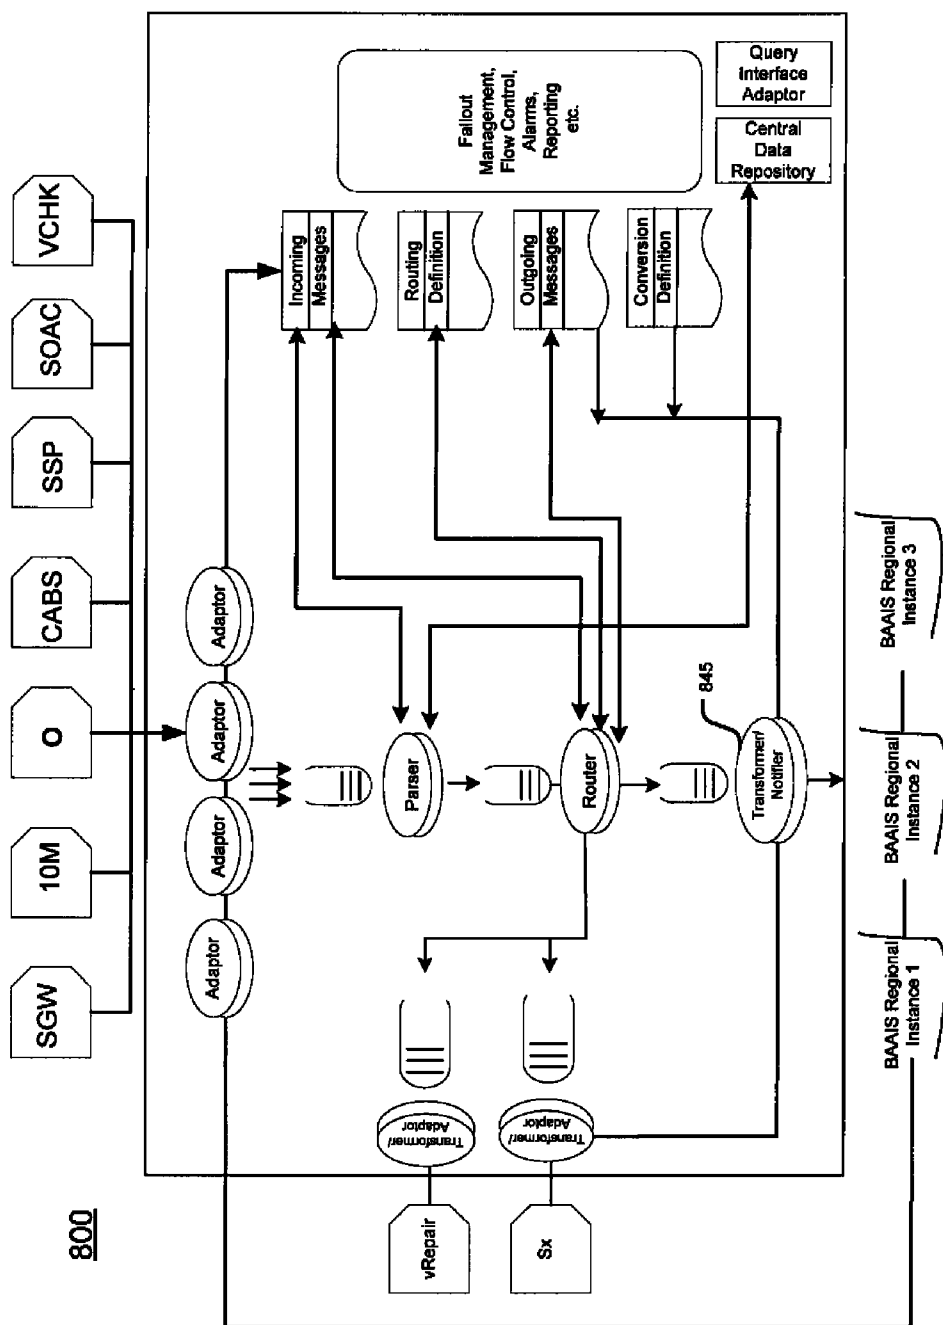 800
SGW
10M
O
CABS
SSP
SOAC
VCHK
Adaptor
Adaptor
Adaptor
Adaptor
Incoming
Messages
Routing
Definition
Outgoing
Messages
Conversion
Definition
Fallout
Management,
Flow Control,
Alarms,
Reporting
etc.
Query
Interface
Adaptor
Central
Data
Repository
Parser
Router
845
Transformer/
Notifier
Transformer/
Adaptor
vRepair
Transformer/
Adaptor
Sx
BAAIS Regional
Instance 1
BAAIS Regional
Instance 2
BAAIS Regional
Instance 3